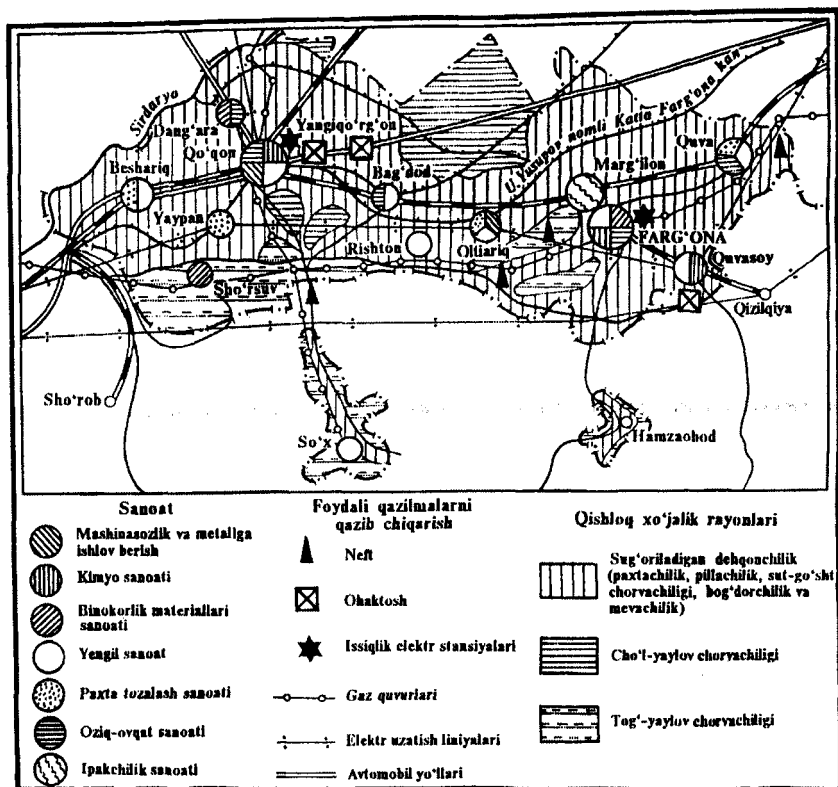 Sirdarya
Dang'ara
Yangiqo'rg'on
U.Yusupov nomli Katta Farg'ona kan
Qo'qon
Beshariq
Bag'dod
Marg'ilon
Quva
Yaypan
Rishton
Oltiariq
FARG'ONA
Sho'rsuv
Quvasoy
Qizilqiya
Sho'rob
So'x
Hamzaobod
Sanoat
Mashinasozlik va metallga
ishlov berish
Kimyo sanoati
Binokorlik materiallari
sanoati
Yengil sanoat
Paxta tozalash sanoati
Oziq-ovqat sanoati
Ipakchilik sanoati
Foydali qazilmalarni
qazib chiqarish
Neft
Ohaktosh
Issiqlik elektr stansiyalari
Gaz quvurlari
Elektr uzatish liniyalari
Avtomobil yo'llari
Qishloq xo'jalik rayonlari
Sug'oriladigan dehqonchilik
(paxtachilik, pillachilik, sut-go'sht
chorvachiligi, bog'dorchilik va
mevachilik)
Cho'l-yaylov chorvachiligi
Tog'-yaylov chorvachiligi